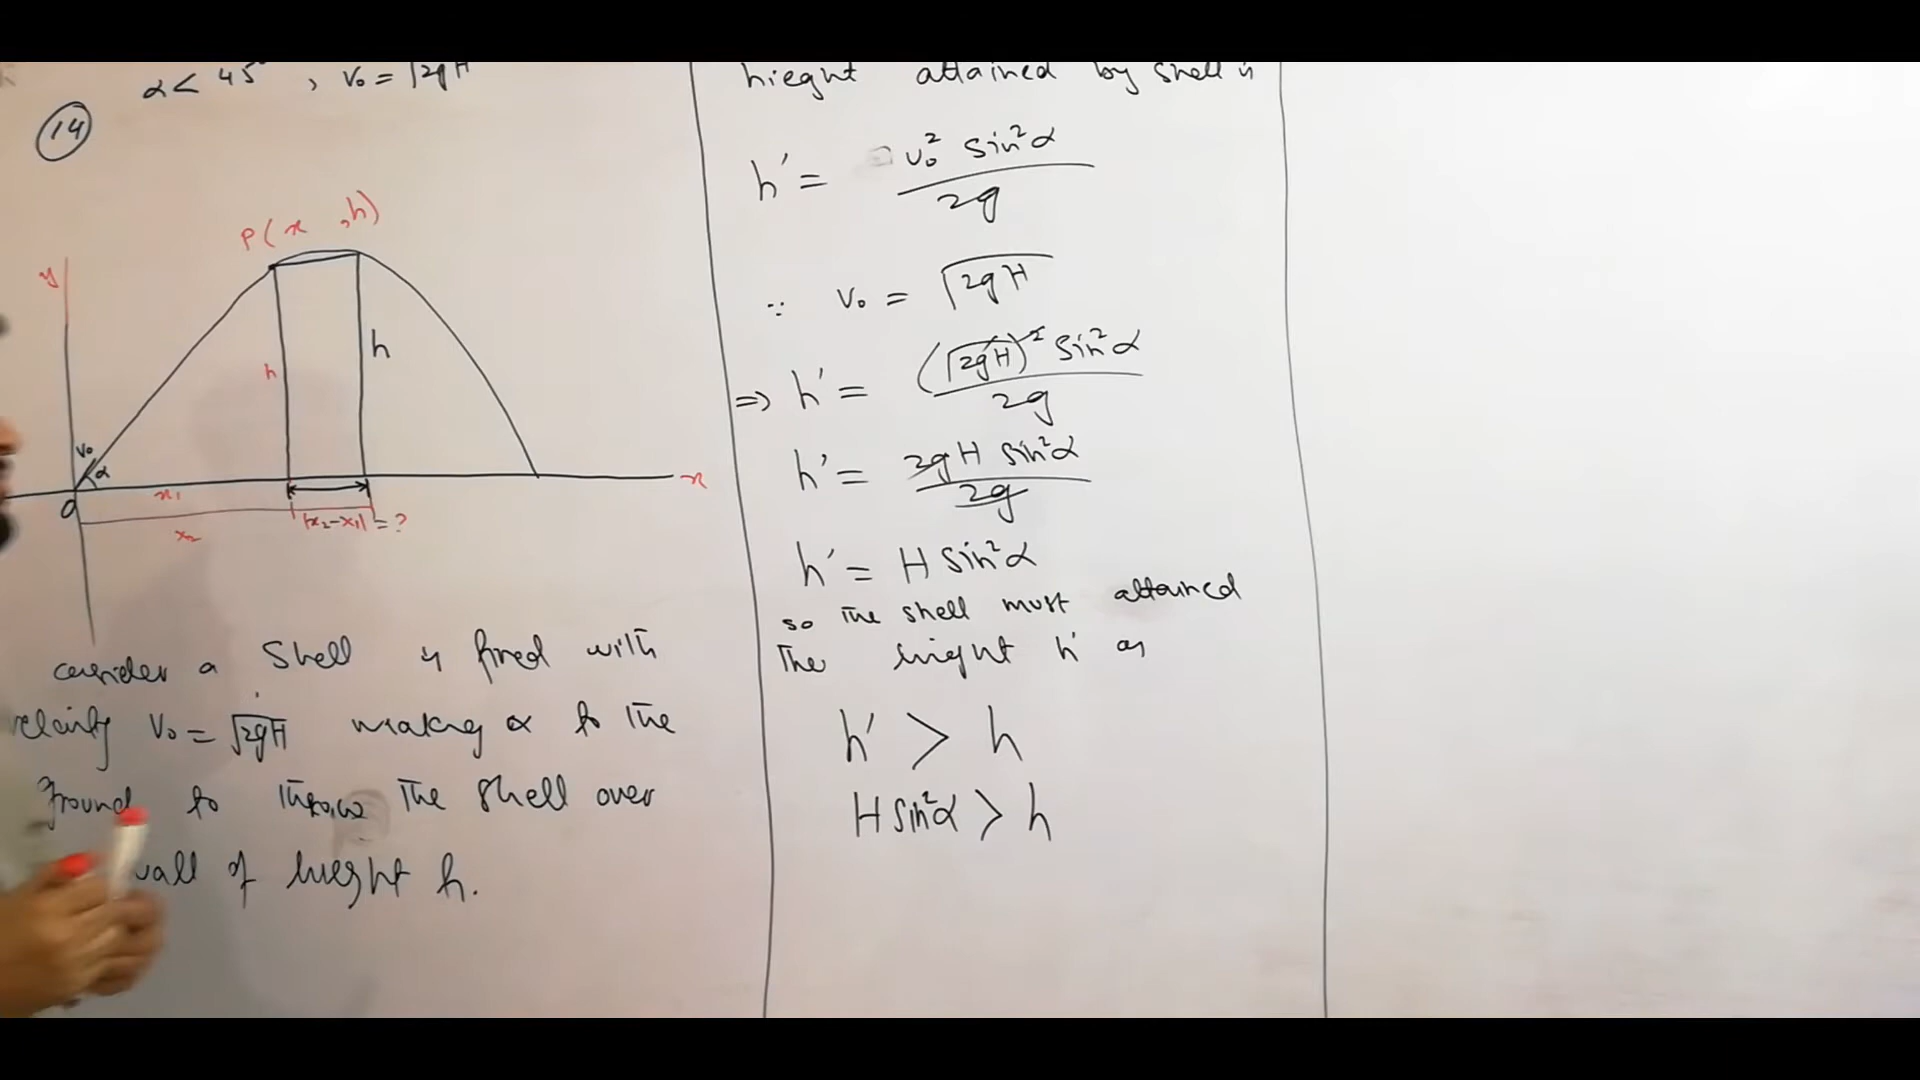 α < 45° , v₀ = √2gH
14
P( x , h)
y
h
h
v₀
α
x
O
x₁
|x₂-x₁| = ?
x₂
consider a Shell is fired with
v₀ = √2gH making α to the
ground to throw the shell over
wall of hieght h.
hieght attained by shell is
h' = v₀² Sin²α / 2g
∵ v₀ = √2gH
⇒ h' = (√2gH)² Sin²α / 2g
h' = 2gH Sin²α / 2g
h' = H Sin²α
so the shell must attained
The hieght h' as
h' > h
H Sin²α > h